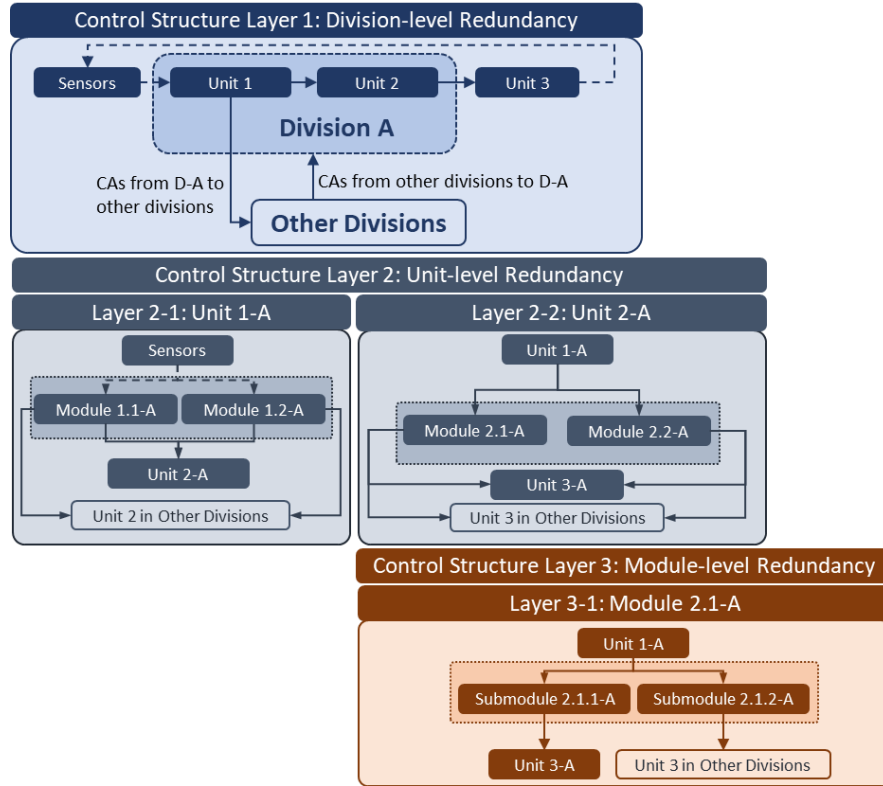 Control Structure Layer 1: Division-level Redundancy
Sensors
Unit 1
Unit 2
Unit 3
Division A
CAs from D-A to
other divisions
CAs from other divisions to D-A
Other Divisions
Control Structure Layer 2: Unit-level Redundancy
Layer 2-1: Unit 1-A
Sensors
Module 1.1-A
Module 1.2-A
Unit 2-A
Unit 2 in Other Divisions
Layer 2-2: Unit 2-A
Unit 1-A
Module 2.1-A
Module 2.2-A
Unit 3-A
Unit 3 in Other Divisions
Control Structure Layer 3: Module-level Redundancy
Layer 3-1: Module 2.1-A
Unit 1-A
Submodule 2.1.1-A
Submodule 2.1.2-A
Unit 3-A
Unit 3 in Other Divisions